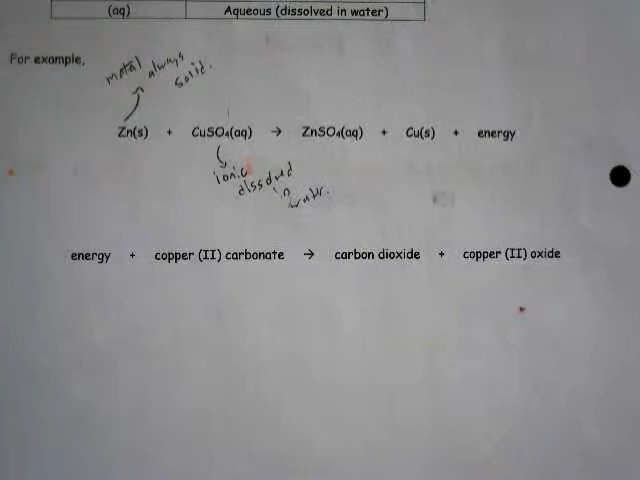 (aq) Aqueous (dissolved in water)
For example,
metal always solid.
Zn(s) + CuSO₄(aq) → ZnSO₄(aq) + Cu(s) + energy
ionic
dissolved
in
water.
energy + copper (II) carbonate → carbon dioxide + copper (II) oxide